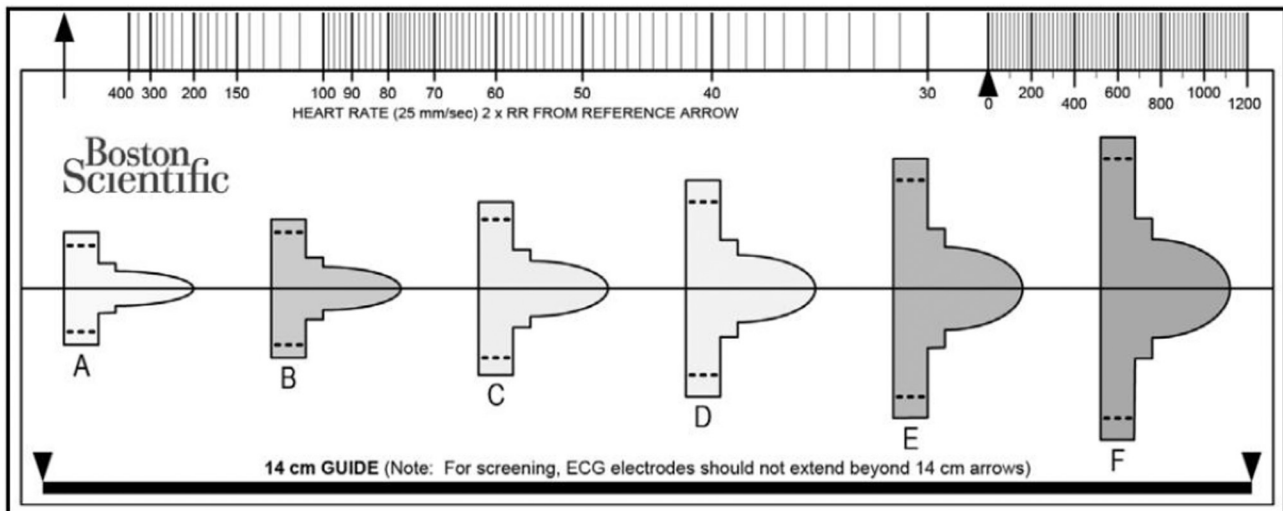 400 300 200 150 100 90 80 70 60 50 40 30 0 200 400 600 800 1000 1200
HEART RATE (25 mm/sec) 2 x RR FROM REFERENCE ARROW
Boston
Scientific
A B C D E F
14 cm GUIDE (Note: For screening, ECG electrodes should not extend beyond 14 cm arrows)